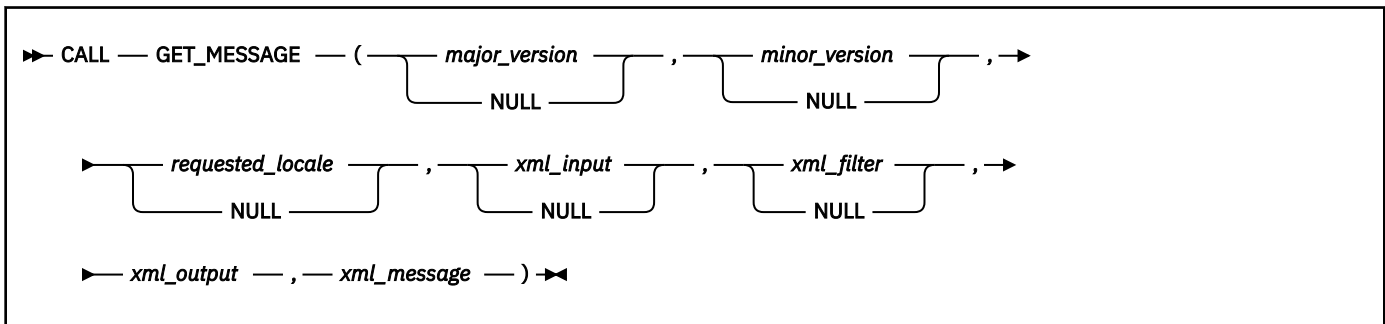 CALL GET_MESSAGE ( major_version , minor_version ,
NULL NULL
requested_locale , xml_input , xml_filter ,
NULL NULL NULL
xml_output , xml_message )